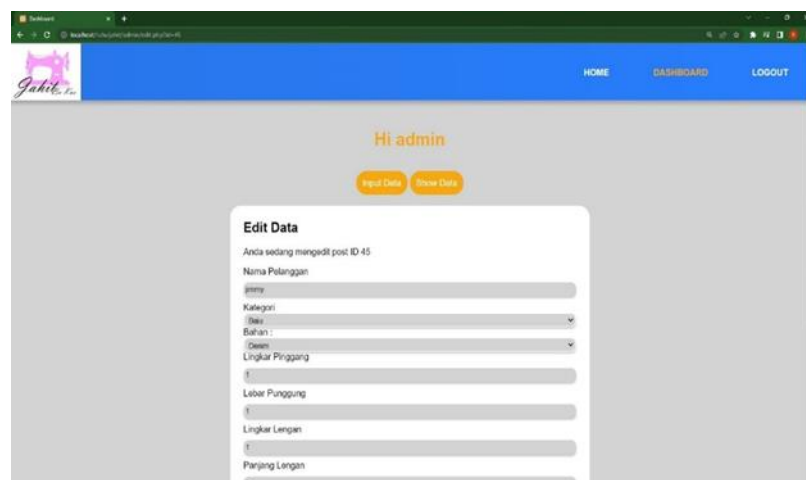 Dashboard
HOME
DASHBOARD
LOGOUT
Hi admin
Input Data
Show Data
Edit Data
Anda sedang mengedit post ID 45
Nama Pelanggan
jimmy
Kategori
Baju
Bahan :
Denim
Lingkar Pinggang
1
Lebar Punggung
1
Lingkar Lengan
1
Panjang Lengan